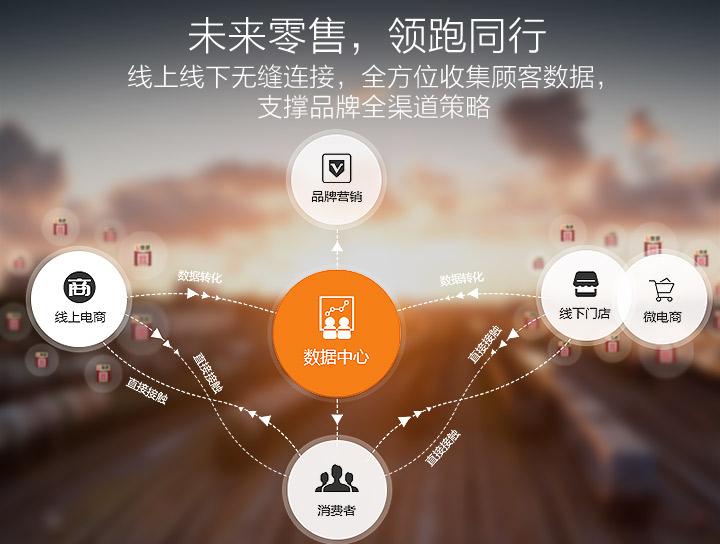 未来零售，领跑同行
线上线下无缝连接，全方位收集顾客数据，
支撑品牌全渠道策略
品牌营销
数据转化
数据转化
商
线上电商
线下门店
微电商
数据中心
直接接触
直接接触
直接接触
直接接触
消费者